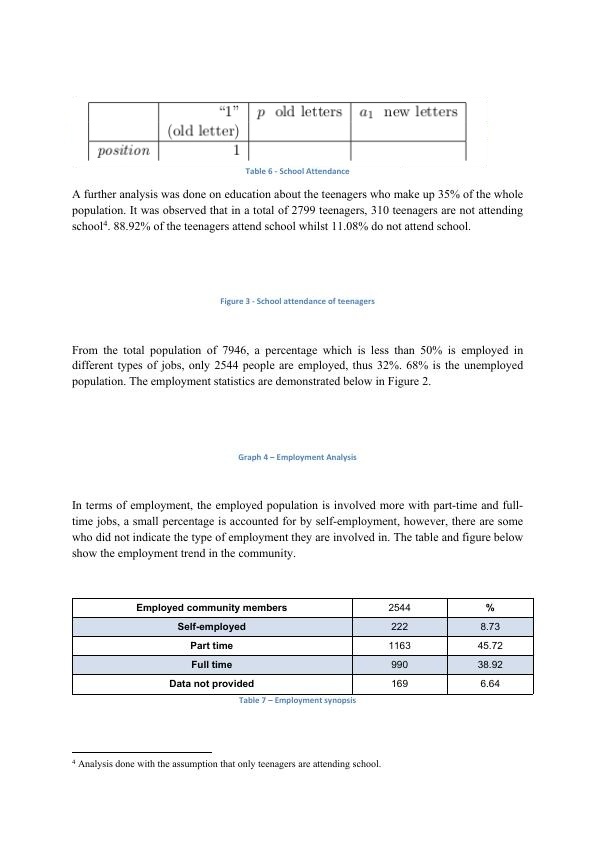 “1” p old letters a₁ new letters
(old letter)
position 1
Table 6 - School Attendance
A further analysis was done on education about the teenagers who make up 35% of the whole
population. It was observed that in a total of 2799 teenagers, 310 teenagers are not attending
school⁴. 88.92% of the teenagers attend school whilst 11.08% do not attend school.
Figure 3 - School attendance of teenagers
From the total population of 7946, a percentage which is less than 50% is employed in
different types of jobs, only 2544 people are employed, thus 32%. 68% is the unemployed
population. The employment statistics are demonstrated below in Figure 2.
Graph 4 – Employment Analysis
In terms of employment, the employed population is involved more with part-time and full-
time jobs, a small percentage is accounted for by self-employment, however, there are some
who did not indicate the type of employment they are involved in. The table and figure below
show the employment trend in the community.
Employed community members 2544 %
Self-employed 222 8.73
Part time 1163 45.72
Full time 990 38.92
Data not provided 169 6.64
Table 7 – Employment synopsis
⁴ Analysis done with the assumption that only teenagers are attending school.